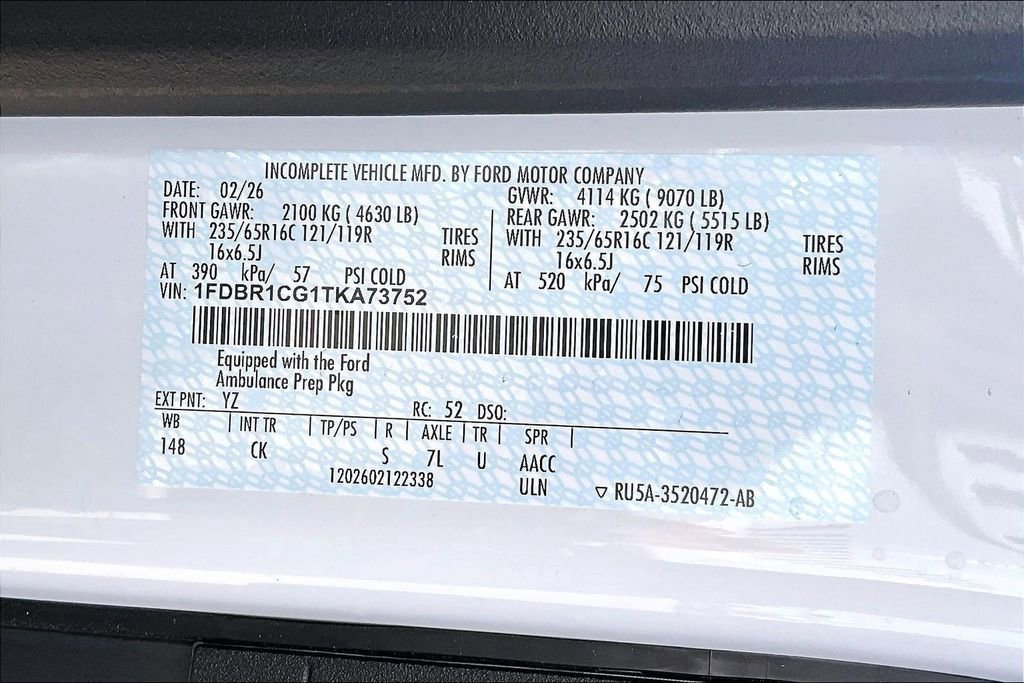 INCOMPLETE VEHICLE MFD. BY FORD MOTOR COMPANY
DATE: 02/26 GVWR: 4114 KG ( 9070 LB)
FRONT GAWR: 2100 KG ( 4630 LB) REAR GAWR: 2502 KG ( 5515 LB)
WITH 235/65R16C 121/119R TIRES WITH 235/65R16C 121/119R TIRES
16x6.5J RIMS 16x6.5J RIMS
AT 390 kPa/ 57 PSI COLD AT 520 kPa/ 75 PSI COLD
VIN: 1FDBR1CG1TKA73752
Equipped with the Ford
Ambulance Prep Pkg
EXT PNT: YZ RC: 52 DSO:
WB | INT TR | TP/PS | R | AXLE | TR | SPR |
148 CK S 7L U AACC
1202602122338 ULN ▽ RU5A-3520472-AB